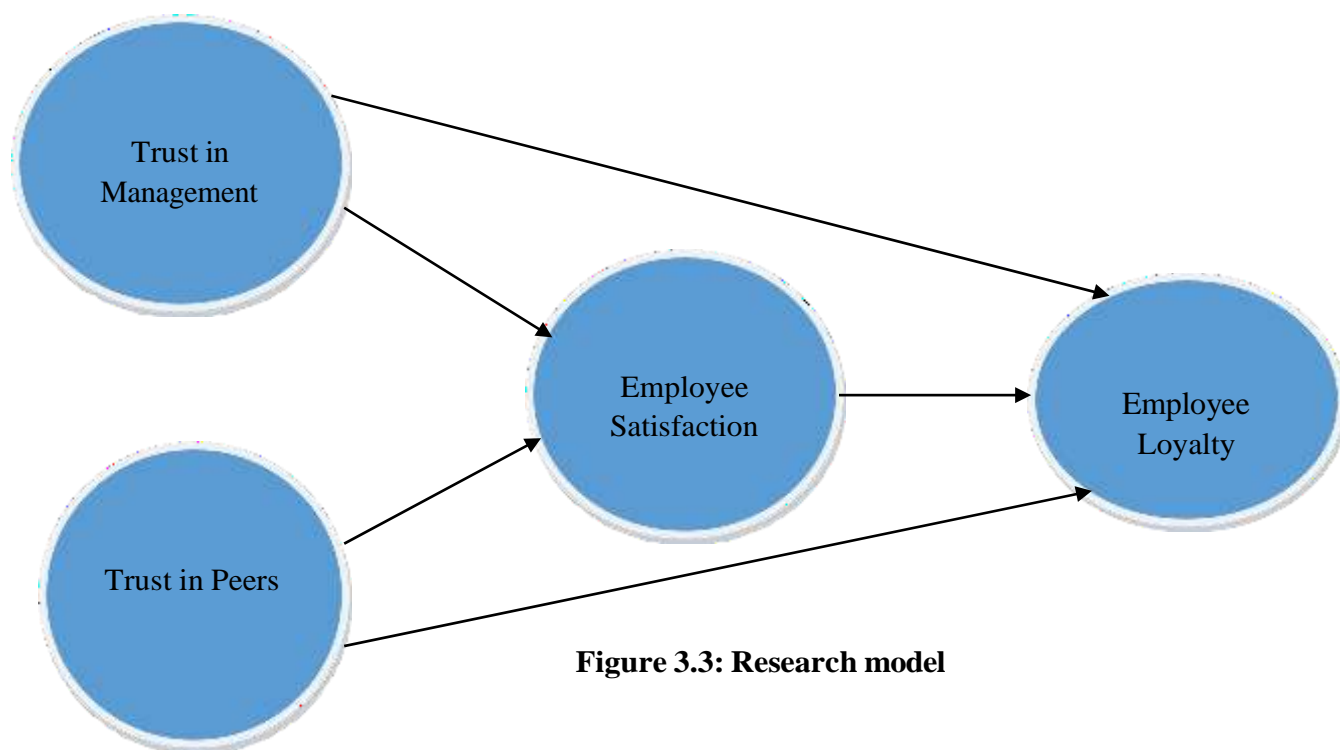 Trust in
Management
Employee
Satisfaction
Employee
Loyalty
Trust in Peers
Figure 3.3: Research model